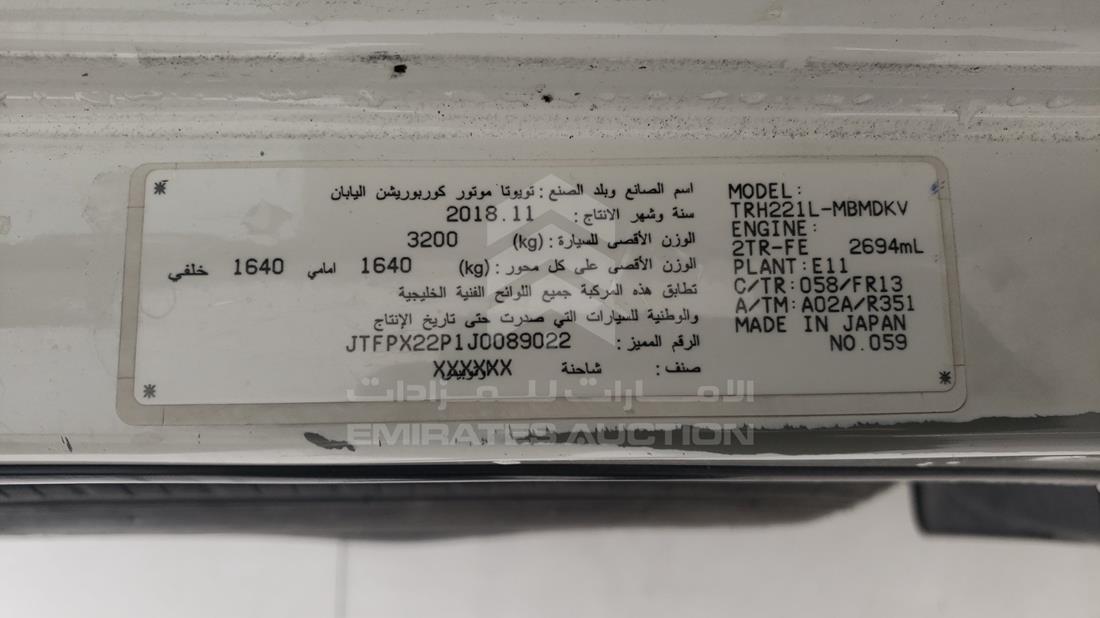 اسم الصانع وبلد الصنع : تويوتا موتور كوربوريشن اليابان
سنة وشهر الانتاج : 2018.11
الوزن الأقصى للسيارة : (kg) 3200
الوزن الأقصى على كل محور : (kg) 1640 امامي 1640 خلفي
تطابق هذه المركبة جميع اللوائح الفنية الخليجية
والوطنية للسيارات التي صدرت حتى تاريخ الإنتاج
الرقم المميز : JTFPX22P1J0089022
صنف : شاحنة XXXXXX
MODEL:
TRH221L-MBMDKV
ENGINE:
2TR-FE 2694mL
PLANT:E11
C/TR:058/FR13
A/TM:A02A/R351
MADE IN JAPAN
NO.059
الامارات للمزادات
EMIRATES AUCTION